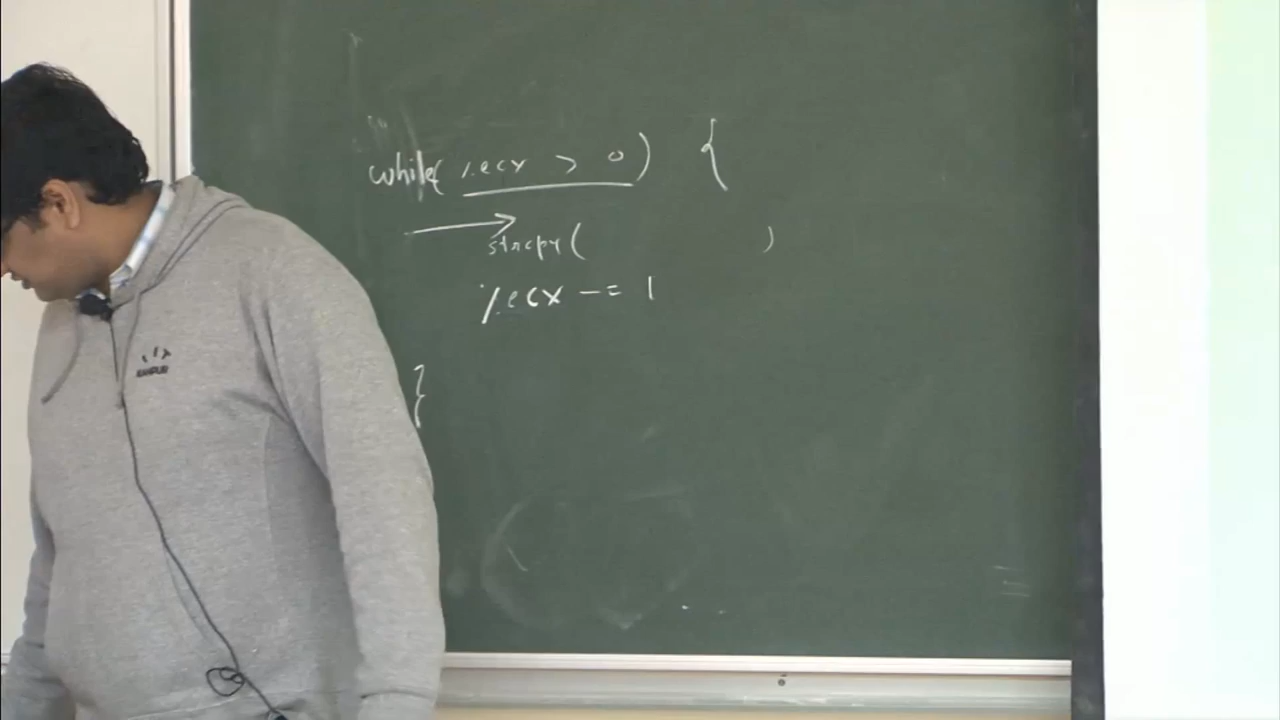 while( %ecx > 0) {
strcpy( )
%ecx -= 1
}